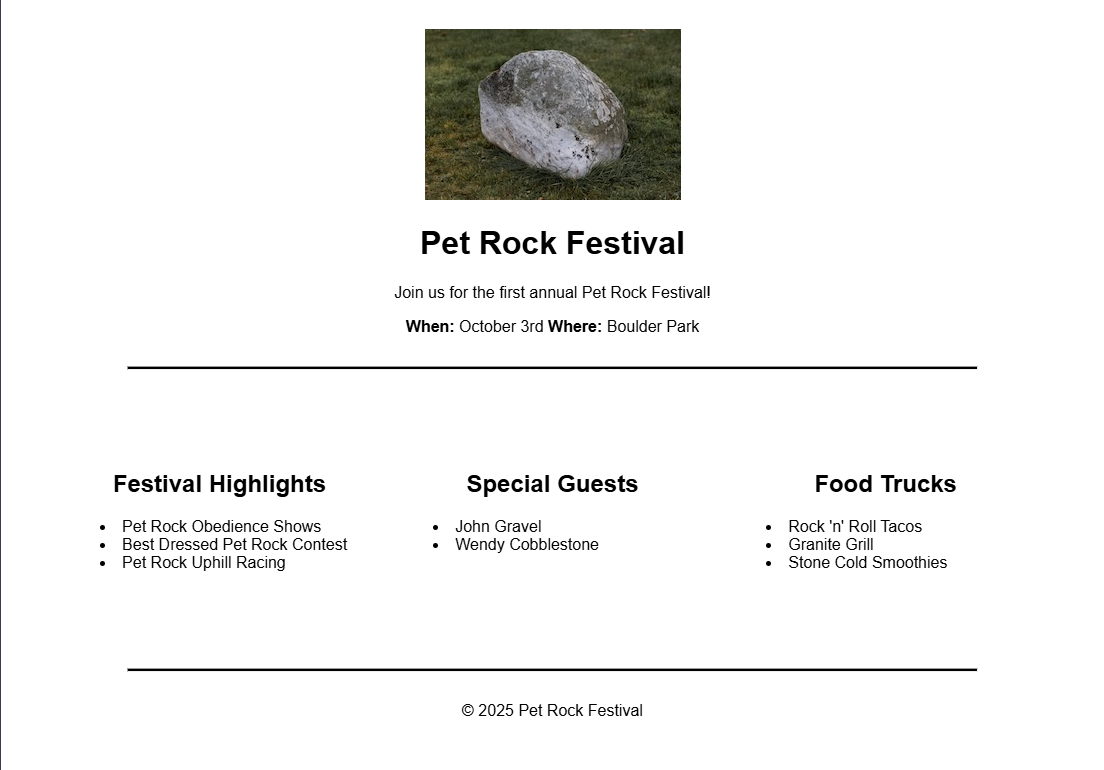 Pet Rock Festival
Join us for the first annual Pet Rock Festival!
When: October 3rd Where: Boulder Park
Festival Highlights
Pet Rock Obedience Shows
Best Dressed Pet Rock Contest
Pet Rock Uphill Racing
Special Guests
John Gravel
Wendy Cobblestone
Food Trucks
Rock 'n' Roll Tacos
Granite Grill
Stone Cold Smoothies
© 2025 Pet Rock Festival